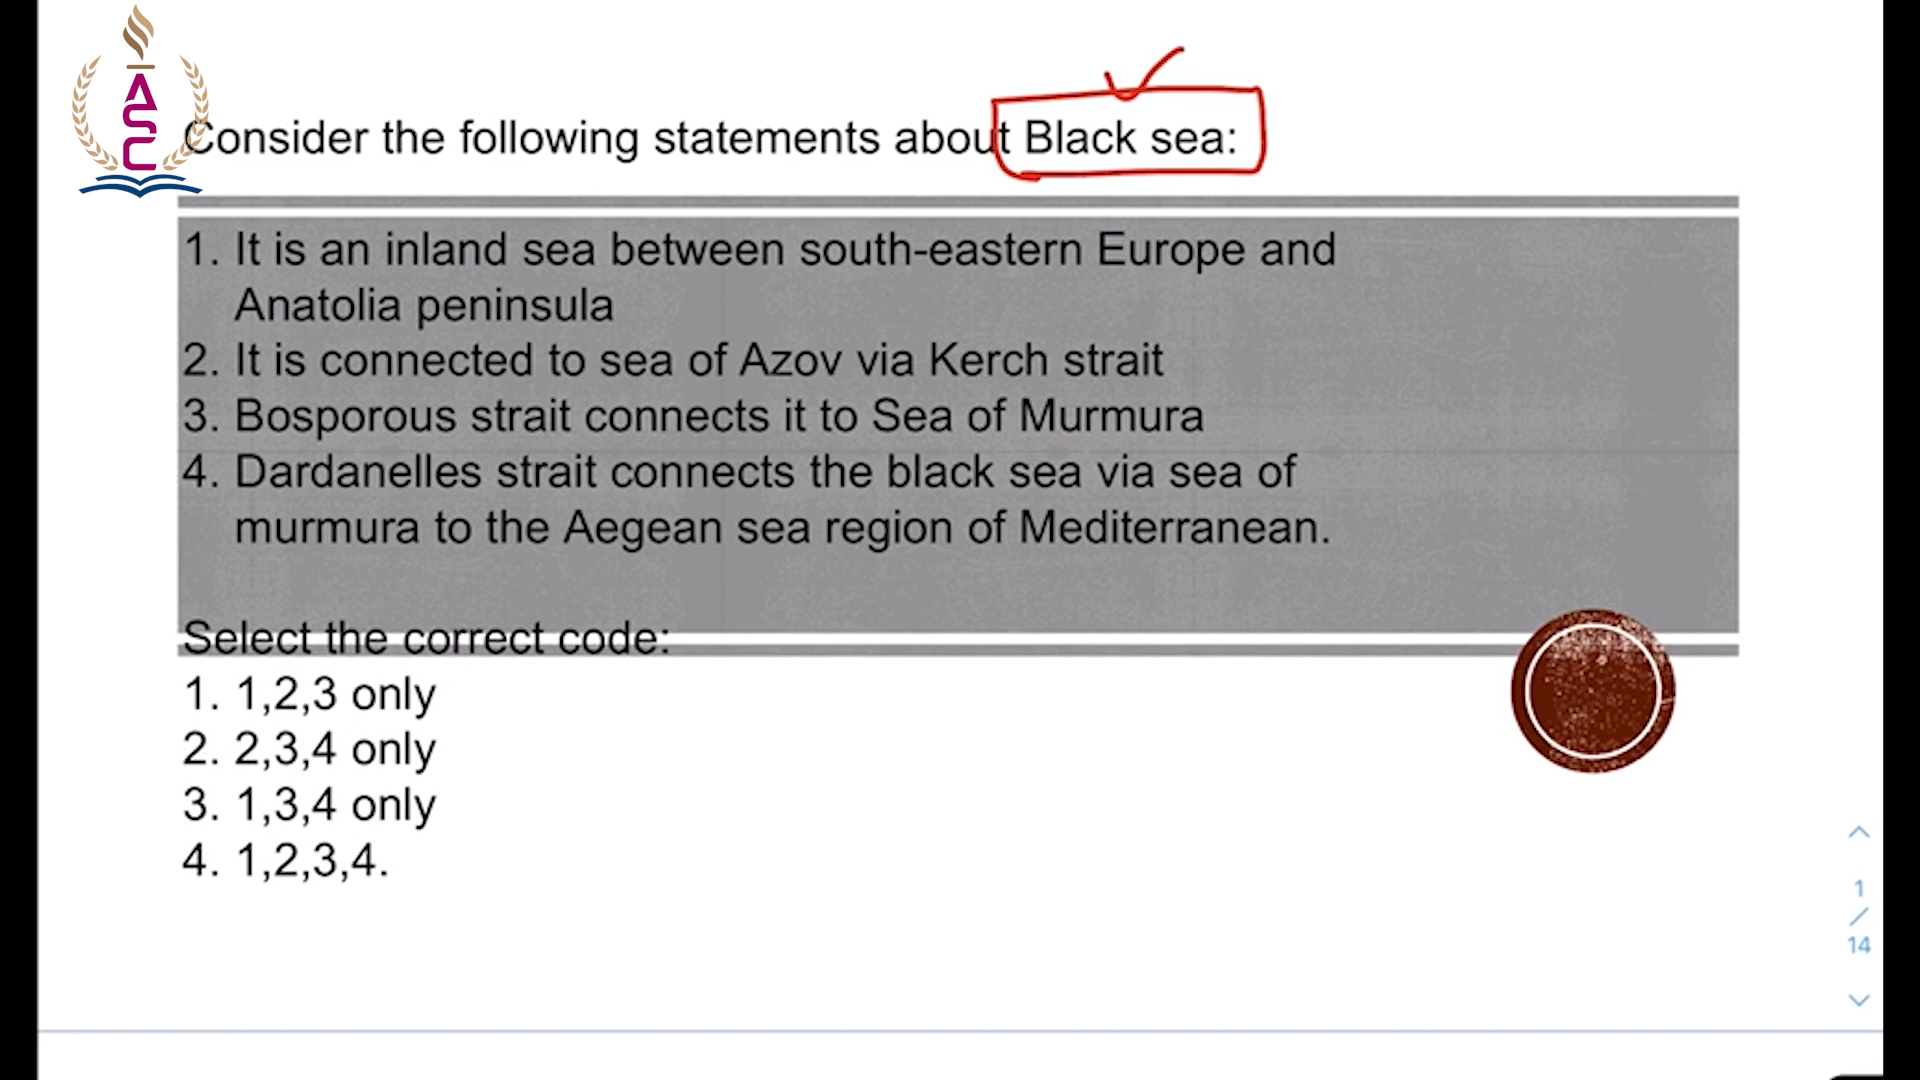 ASC
Consider the following statements about Black sea:
1. It is an inland sea between south-eastern Europe and
Anatolia peninsula
2. It is connected to sea of Azov via Kerch strait
3. Bosporous strait connects it to Sea of Murmura
4. Dardanelles strait connects the black sea via sea of
murmura to the Aegean sea region of Mediterranean.
Select the correct code:
1. 1,2,3 only
2. 2,3,4 only
3. 1,3,4 only
4. 1,2,3,4.
1
/
14